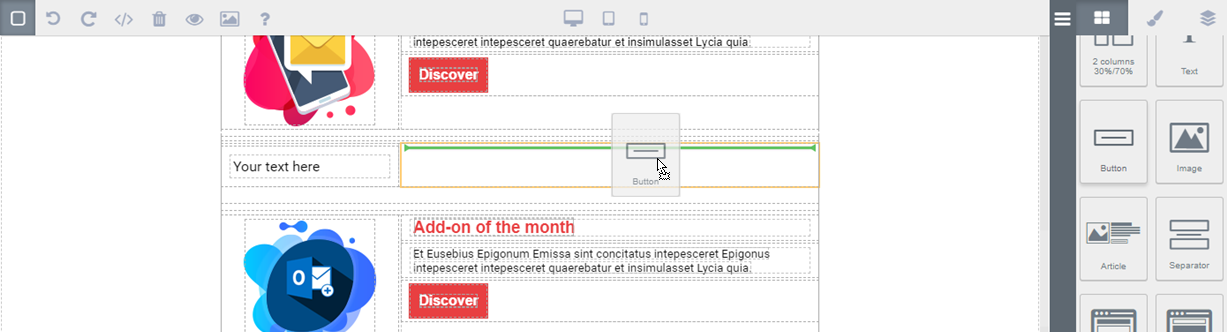 ?
intepesceret intepesceret quaerebatur et insimulasset Lycia quia.
Discover
Your text here
Button
Add-on of the month
Et Eusebius Epigonum Emissa sint concitatus intepesceret Epigonus
intepesceret intepesceret quaerebatur et insimulasset Lycia quia.
Discover
2 columns
30%/70%
Text
Button
Image
Article
Separator